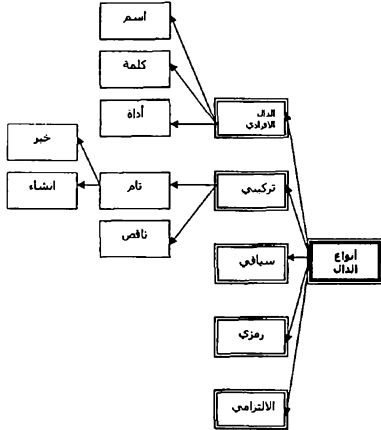 أنواع
الدال
الدال
الافرادي
تركيبي
سياقي
رمزي
الالتزامي
اسم
كلمة
أداة
تام
ناقص
خبر
انشاء